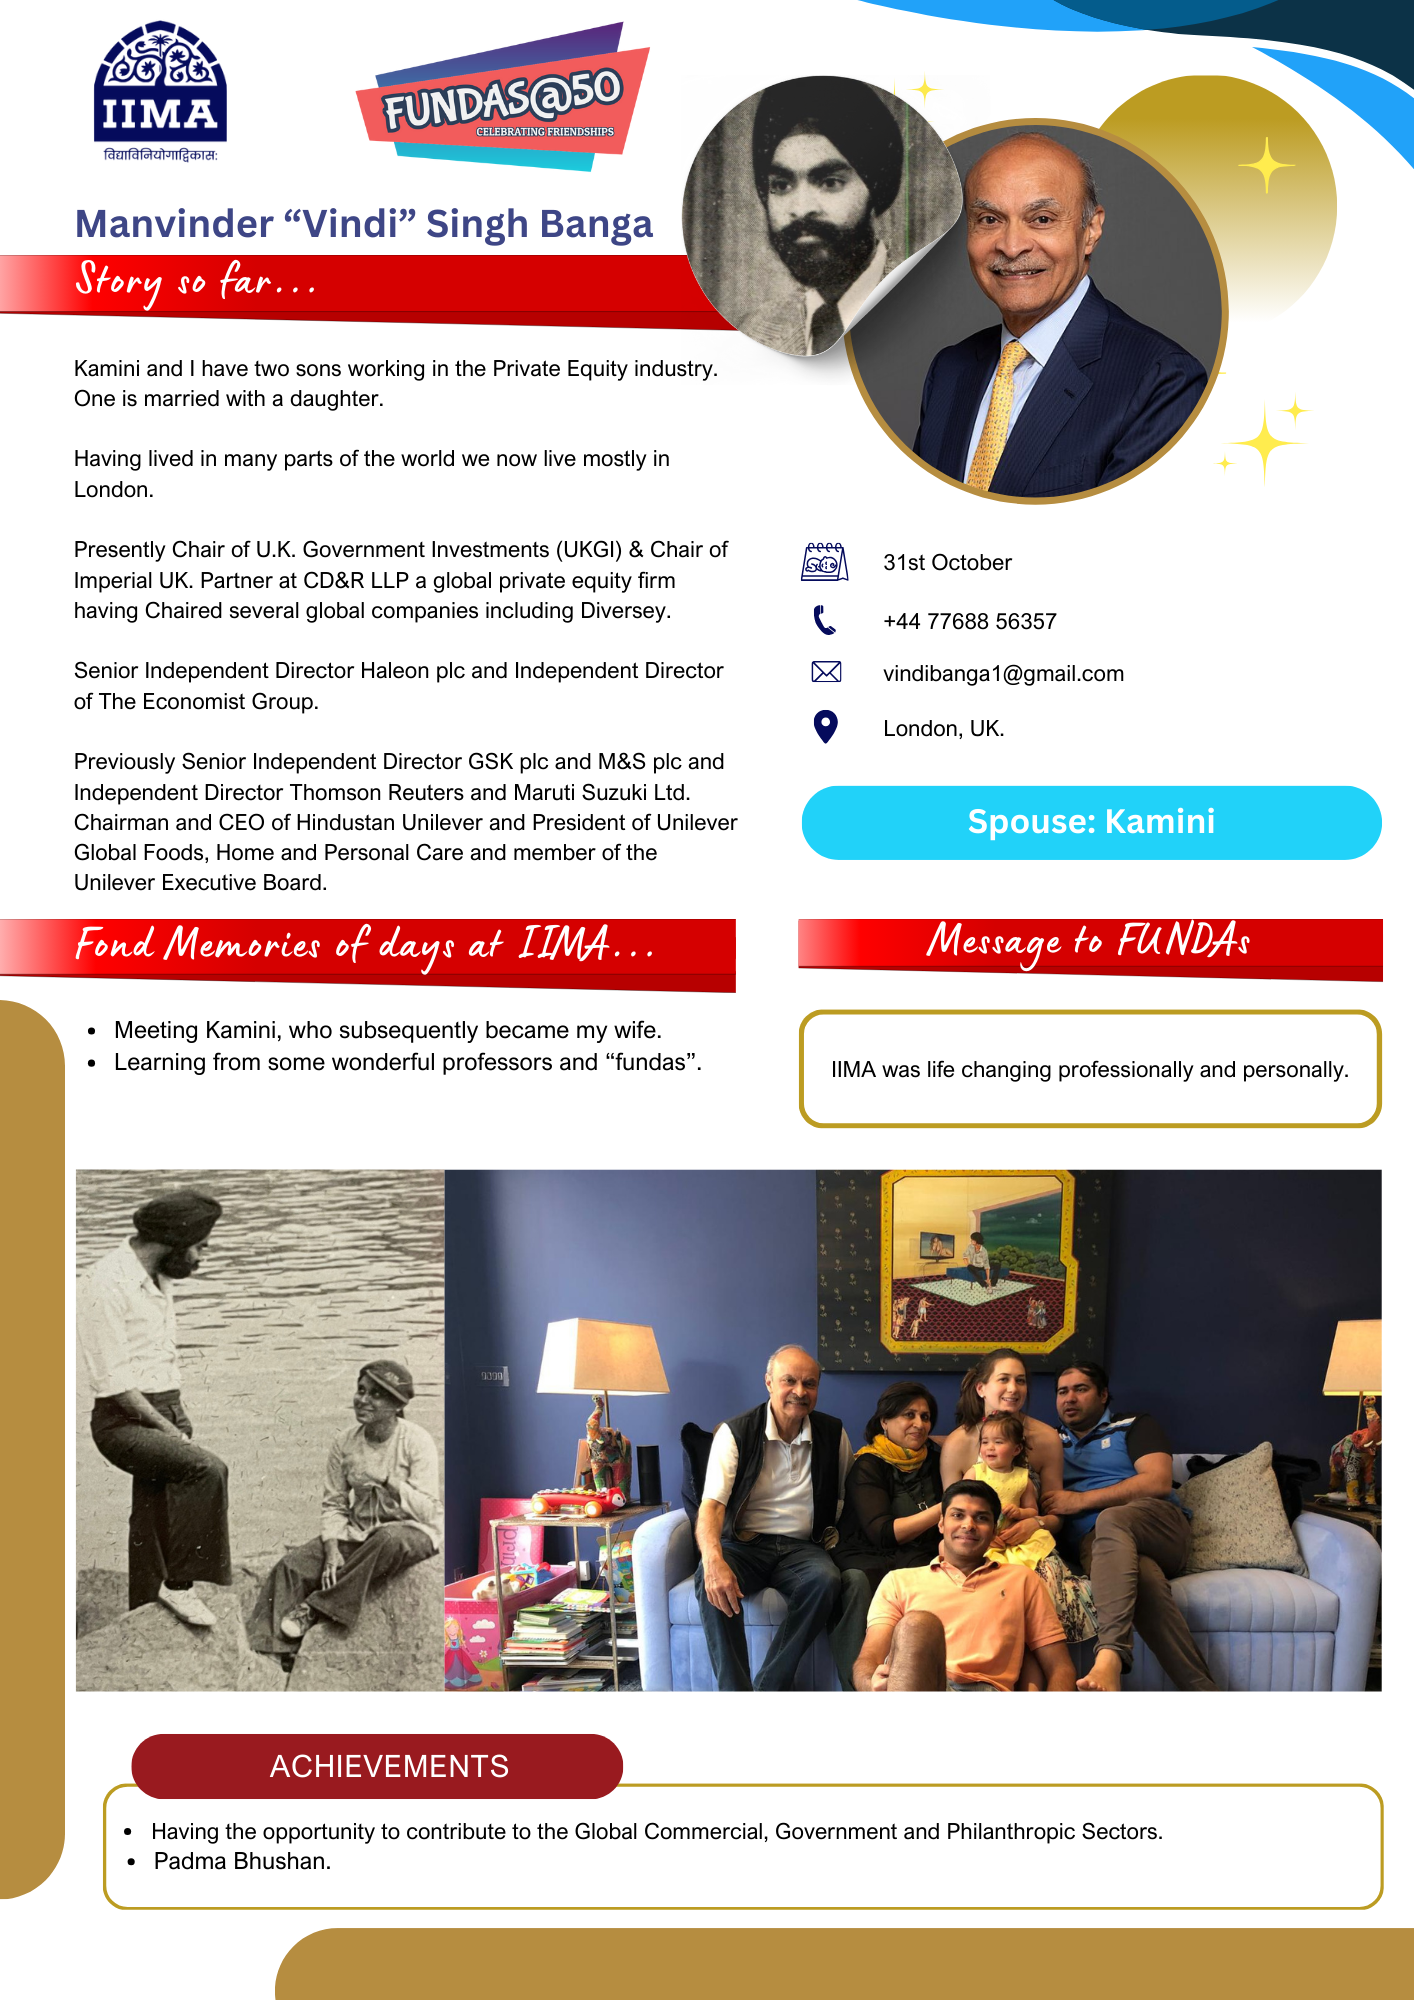 IIMA
विद्याविनियोगाद्विकास:
FUNDAS@50
CELEBRATING FRIENDSHIPS
Manvinder “Vindi” Singh Banga
Story so far...
Kamini and I have two sons working in the Private Equity industry.
One is married with a daughter.
Having lived in many parts of the world we now live mostly in
London.
Presently Chair of U.K. Government Investments (UKGI) & Chair of
Imperial UK. Partner at CD&R LLP a global private equity firm
having Chaired several global companies including Diversey.
Senior Independent Director Haleon plc and Independent Director
of The Economist Group.
Previously Senior Independent Director GSK plc and M&S plc and
Independent Director Thomson Reuters and Maruti Suzuki Ltd.
Chairman and CEO of Hindustan Unilever and President of Unilever
Global Foods, Home and Personal Care and member of the
Unilever Executive Board.
31st October
+44 77688 56357
vindibanga1@gmail.com
London, UK.
Spouse: Kamini
Fond Memories of days at IIMA...
• Meeting Kamini, who subsequently became my wife.
• Learning from some wonderful professors and “fundas”.
Message to FUNDAs
IIMA was life changing professionally and personally.
ACHIEVEMENTS
• Having the opportunity to contribute to the Global Commercial, Government and Philanthropic Sectors.
• Padma Bhushan.